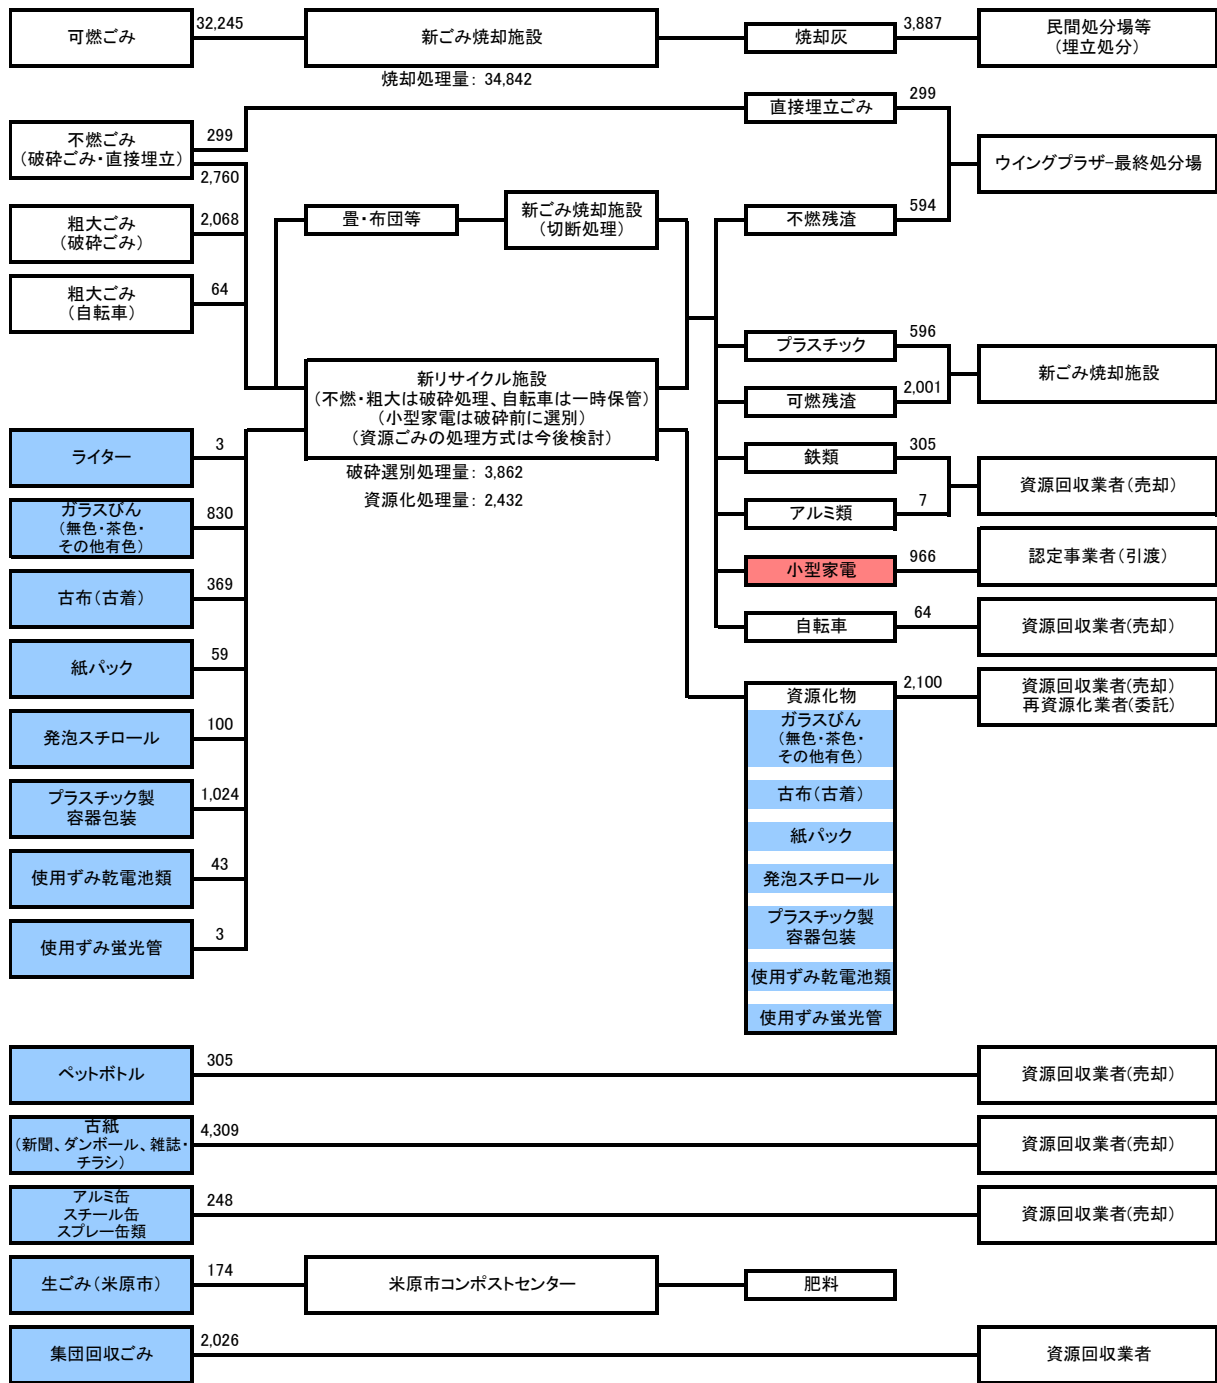 可燃ごみ
32,245
新ごみ焼却施設
焼却処理量： 34,842
焼却灰
3,887
民間処分場等
（埋立処分）
不燃ごみ
（破砕ごみ・直接埋立）
299
2,760
直接埋立ごみ
299
ウイングプラザｰ最終処分場
粗大ごみ
（破砕ごみ）
2,068
畳・布団等
新ごみ焼却施設
（切断処理）
不燃残渣
594
粗大ごみ
（自転車）
64
プラスチック
596
新ごみ焼却施設
可燃残渣
2,001
新リサイクル施設
（不燃・粗大は破砕処理、自転車は一時保管）
（小型家電は破砕前に選別）
（資源ごみの処理方式は今後検討）
破砕選別処理量： 3,862
資源化処理量： 2,432
鉄類
305
資源回収業者（売却）
アルミ類
7
小型家電
966
認定事業者（引渡）
自転車
64
資源回収業者（売却）
ライター
3
ガラスびん
（無色・茶色・
その他有色）
830
古布（古着）
369
紙パック
59
発泡スチロール
100
プラスチック製
容器包装
1,024
使用ずみ乾電池類
43
使用ずみ蛍光管
3
資源化物
2,100
資源回収業者（売却）
再資源化業者（委託）
ガラスびん
（無色・茶色・
その他有色）
古布（古着）
紙パック
発泡スチロール
プラスチック製
容器包装
使用ずみ乾電池類
使用ずみ蛍光管
ペットボトル
305
資源回収業者（売却）
古紙
（新聞、ダンボール、雑誌・
チラシ）
4,309
資源回収業者（売却）
アルミ缶
スチール缶
スプレー缶類
248
資源回収業者（売却）
生ごみ（米原市）
174
米原市コンポストセンター
肥料
集団回収ごみ
2,026
資源回収業者